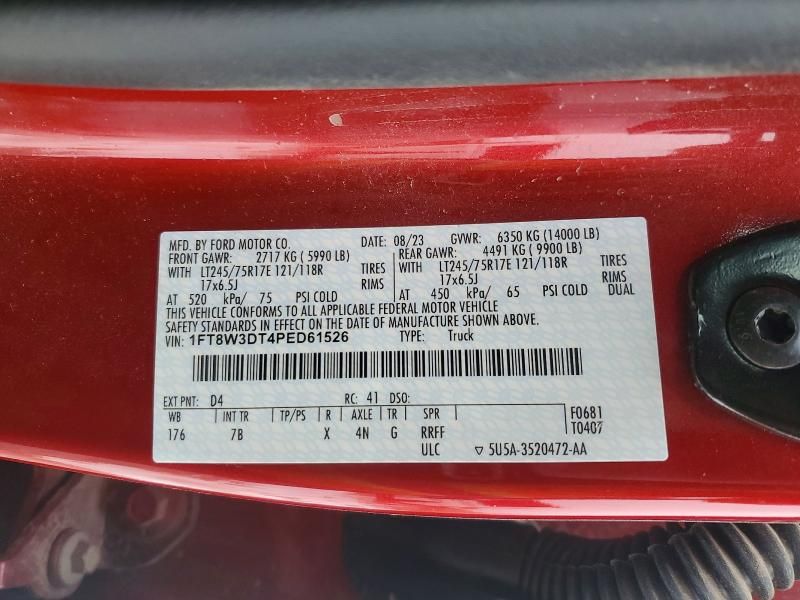 MFD. BY FORD MOTOR CO. DATE: 08/23 GVWR: 6350 KG (14000 LB)
FRONT GAWR: 2717 KG ( 5990 LB) REAR GAWR: 4491 KG ( 9900 LB)
WITH LT245/75R17E 121/118R TIRES WITH LT245/75R17E 121/118R TIRES
17x6.5J RIMS 17x6.5J RIMS
AT 520 kPa/ 75 PSI COLD AT 450 kPa/ 65 PSI COLD DUAL
THIS VEHICLE CONFORMS TO ALL APPLICABLE FEDERAL MOTOR VEHICLE
SAFETY STANDARDS IN EFFECT ON THE DATE OF MANUFACTURE SHOWN ABOVE.
VIN: 1FT8W3DT4PED61526 TYPE: Truck
EXT PNT: D4 RC: 41 DSO:
WB INT TR TP/PS R AXLE TR SPR F0681
176 7B X 4N G RRFF T0407
ULC ▽ 5U5A-3520472-AA